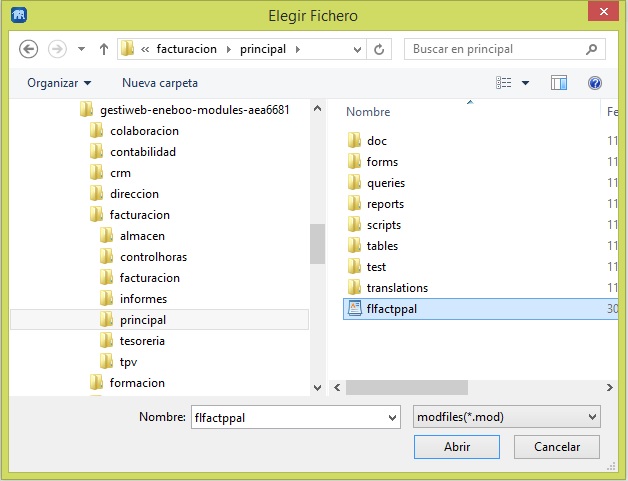 Elegir Fichero
« facturacion principal
Buscar en principal
Organizar
Nueva carpeta
gestiweb-eneboo-modules-aea6681
colaboracion
contabilidad
crm
direccion
facturacion
almacen
controlhoras
facturacion
informes
principal
tesoreria
tpv
formacion
Nombre
Fe
doc
11
forms
11
queries
11
reports
11
scripts
11
tables
11
test
11
translations
11
flfactppal
30
Nombre:
flfactppal
modfiles(*.mod)
Abrir
Cancelar